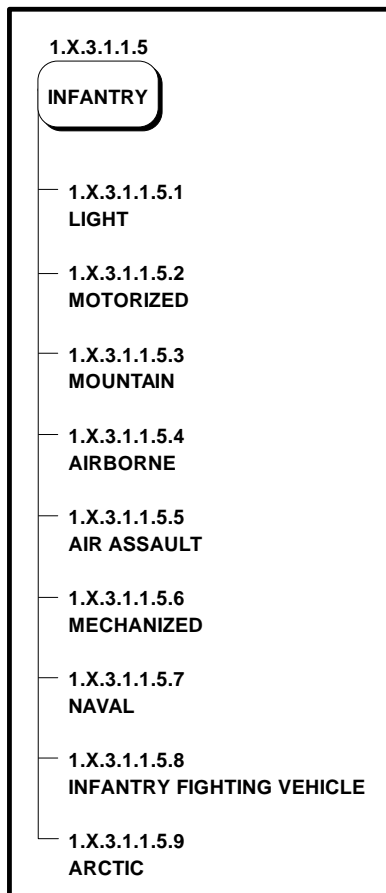 1.X.3.1.1.5
INFANTRY
1.X.3.1.1.5.1
LIGHT
1.X.3.1.1.5.2
MOTORIZED
1.X.3.1.1.5.3
MOUNTAIN
1.X.3.1.1.5.4
AIRBORNE
1.X.3.1.1.5.5
AIR ASSAULT
1.X.3.1.1.5.6
MECHANIZED
1.X.3.1.1.5.7
NAVAL
1.X.3.1.1.5.8
INFANTRY FIGHTING VEHICLE
1.X.3.1.1.5.9
ARCTIC